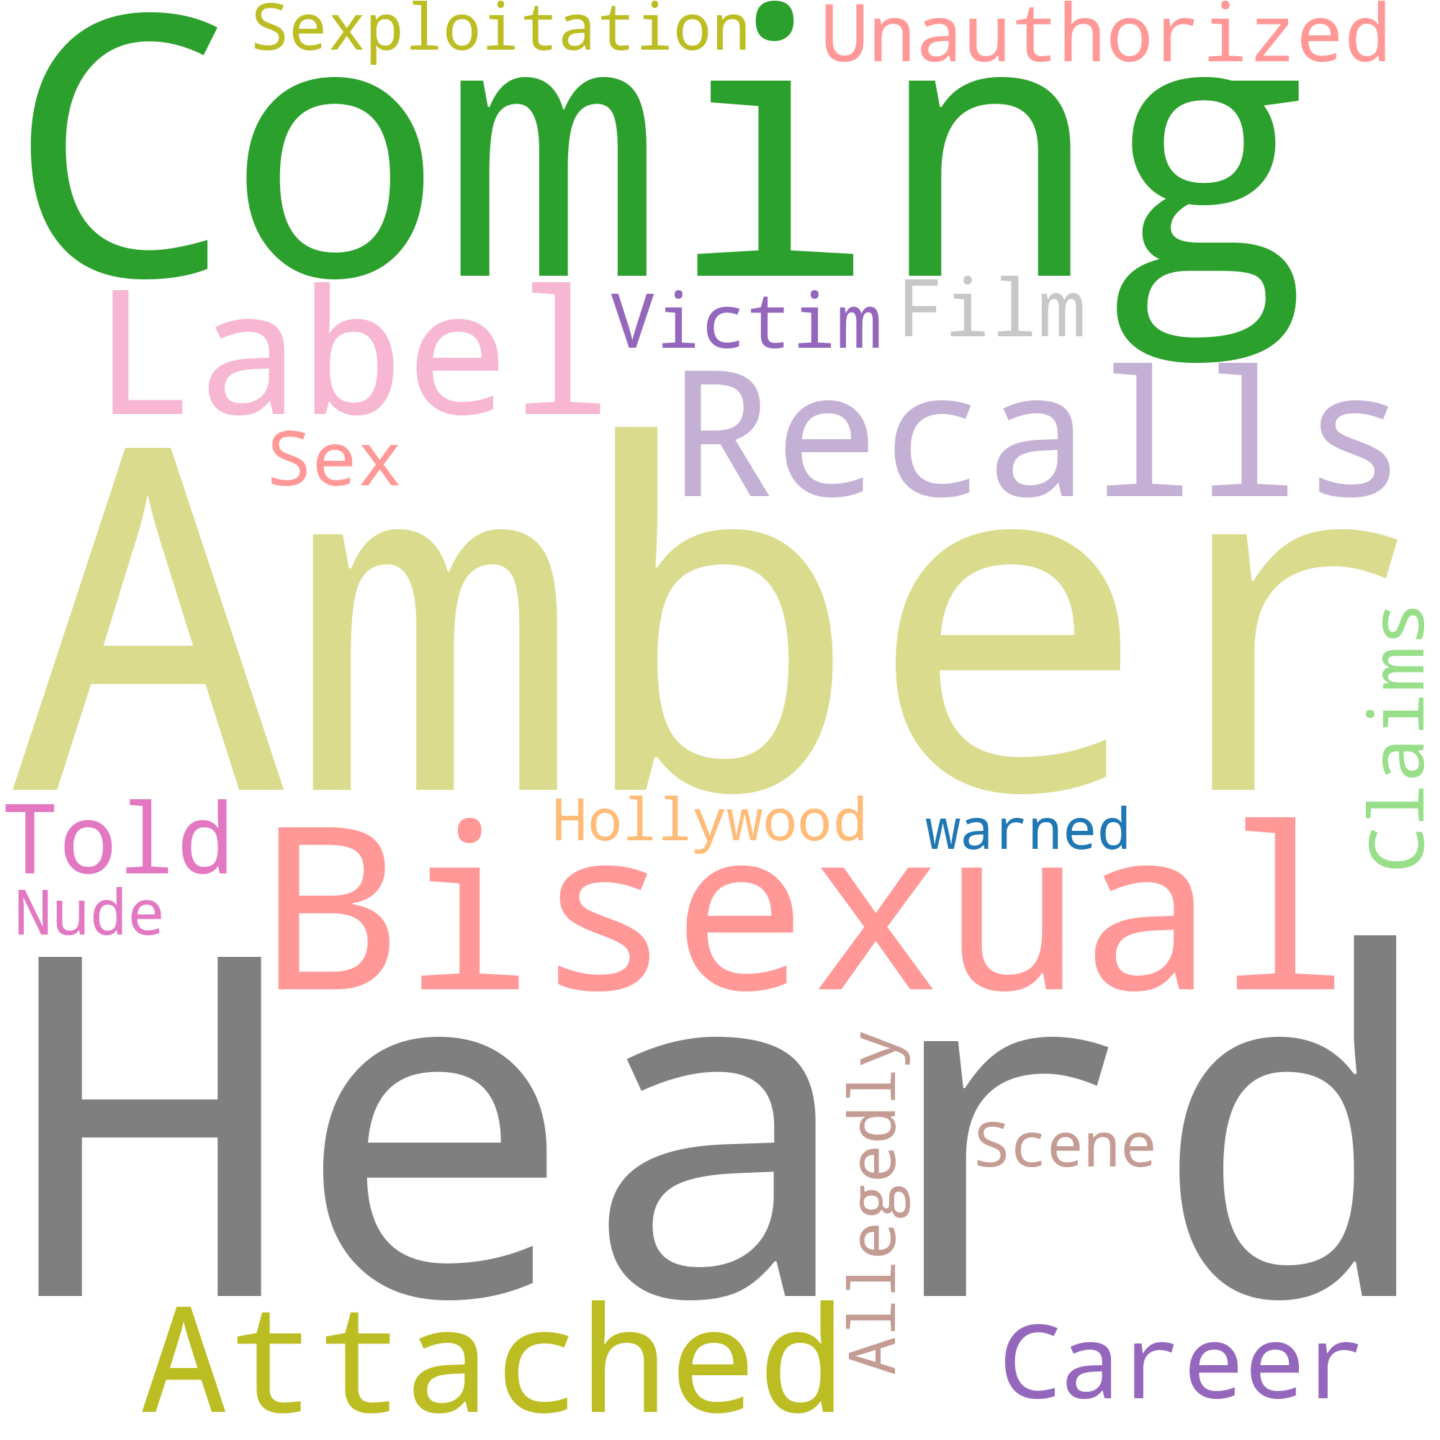 Sexploitation
Unauthorized
Coming
Label
Victim
Film
Recalls
Sex
Amber
Claims
Told
Hollywood
warned
Nude
Bisexual
Heard
Allegedly
Scene
Attached
Career